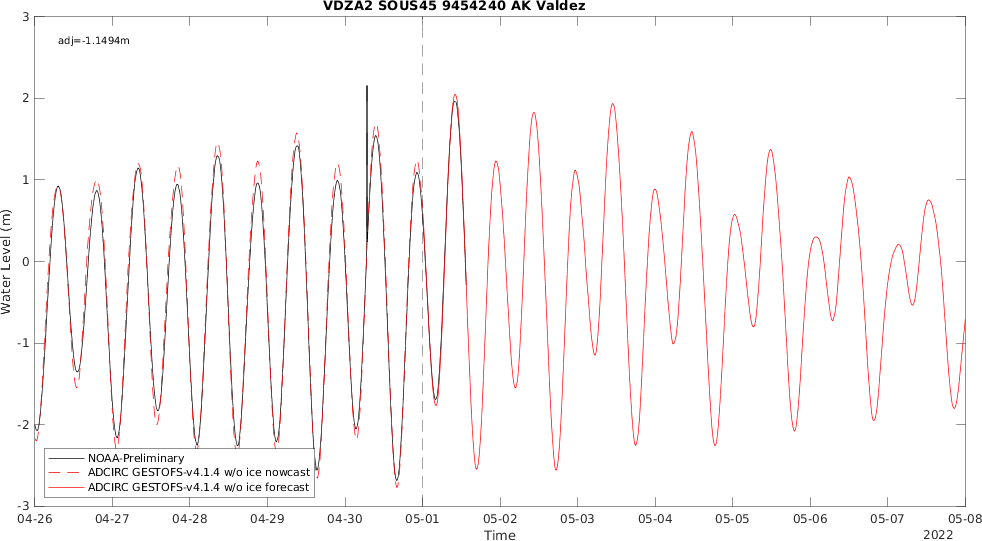 VDZA2 SOUS45 9454240 AK Valdez
adj=-1.1494m
3
2
1
0
-1
-2
-3
Water Level (m)
NOAA-Preliminary
ADCIRC GESTOFS-v4.1.4 w/o ice nowcast
ADCIRC GESTOFS-v4.1.4 w/o ice forecast
04-26 04-27 04-28 04-29 04-30 05-01 05-02 05-03 05-04 05-05 05-06 05-07 05-08
Time
2022